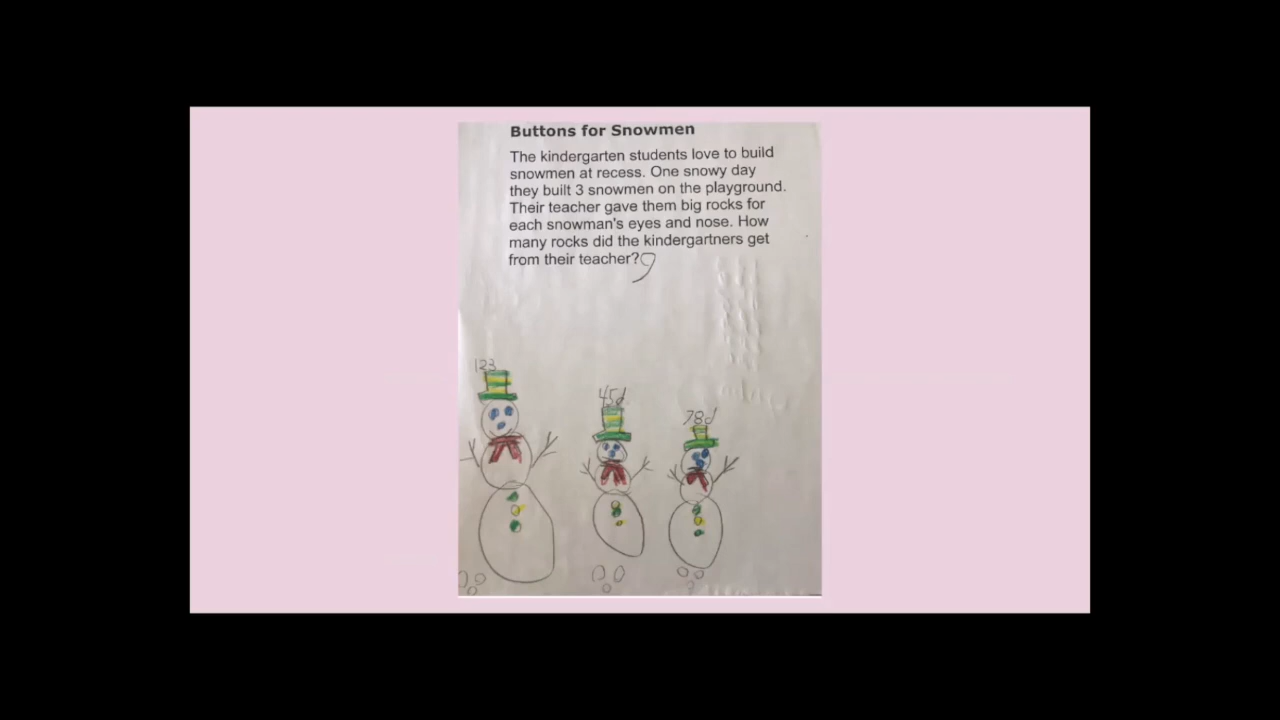 Buttons for Snowmen
The kindergarten students love to build
snowmen at recess. One snowy day
they built 3 snowmen on the playground.
Their teacher gave them big rocks for
each snowman's eyes and nose. How
many rocks did the kindergartners get
from their teacher? 9
123
45d
78d